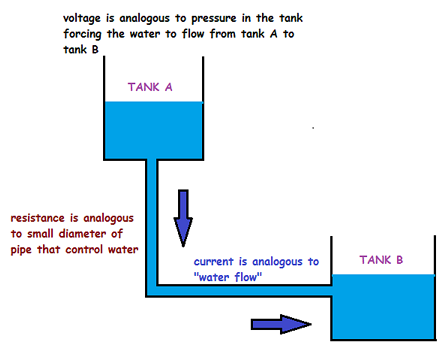 voltage is analogous to pressure in the tank
forcing the water to flow from tank A to
tank B
TANK A
resistance is analogous
to small diameter of
pipe that control water
current is analogous to
"water flow"
TANK B